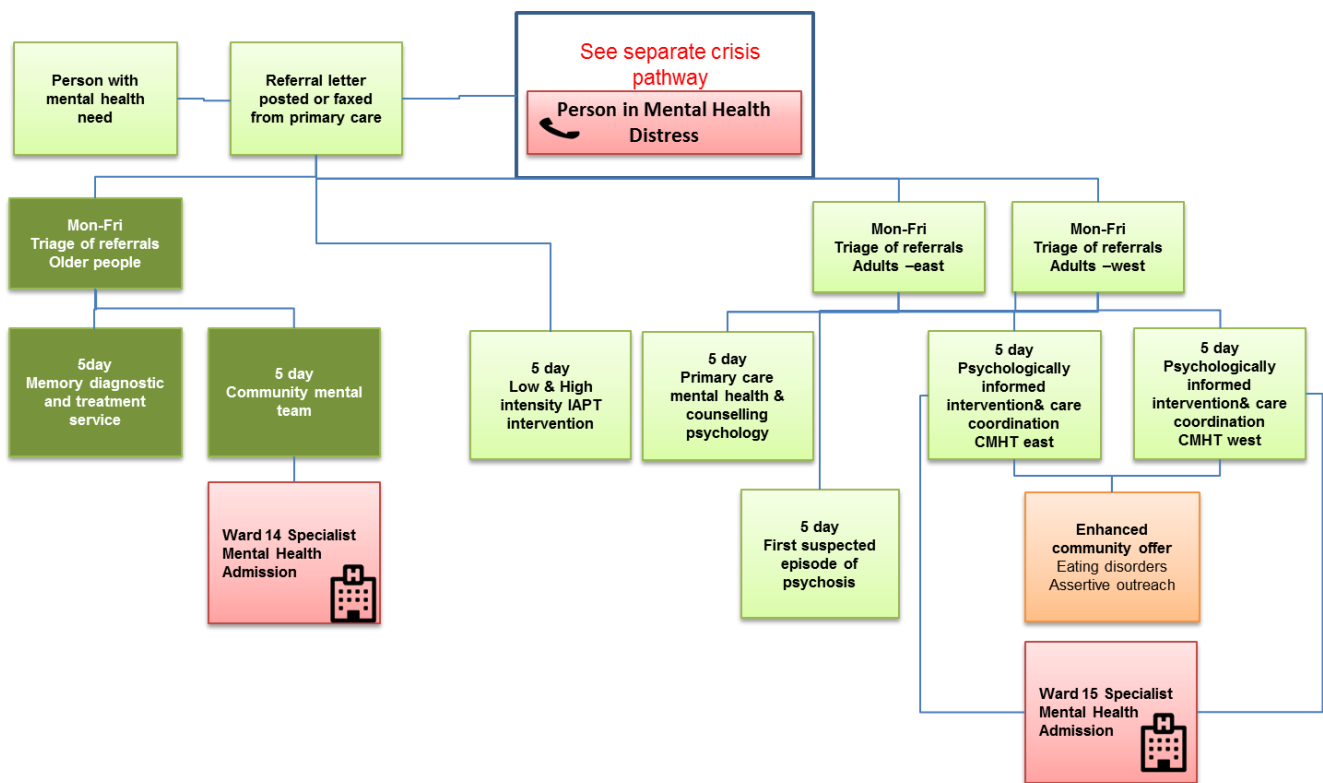 Person with
mental health
need
Referral letter
posted or faxed
from primary care
See separate crisis
pathway
Person in Mental Health
Distress
Mon-Fri
Triage of referrals
Older people
Mon-Fri
Triage of referrals
Adults –east
Mon-Fri
Triage of referrals
Adults –west
5day
Memory diagnostic
and treatment
service
5 day
Community mental
team
5 day
Low & High
intensity IAPT
intervention
5 day
Primary care
mental health &
counselling
psychology
5 day
Psychologically
informed
intervention& care
coordination
CMHT east
5 day
Psychologically
informed
intervention& care
coordination
CMHT west
Ward 14 Specialist
Mental Health
Admission
H
5 day
First suspected
episode of
psychosis
Enhanced
community offer
Eating disorders
Assertive outreach
Ward 15 Specialist
Mental Health
Admission
H